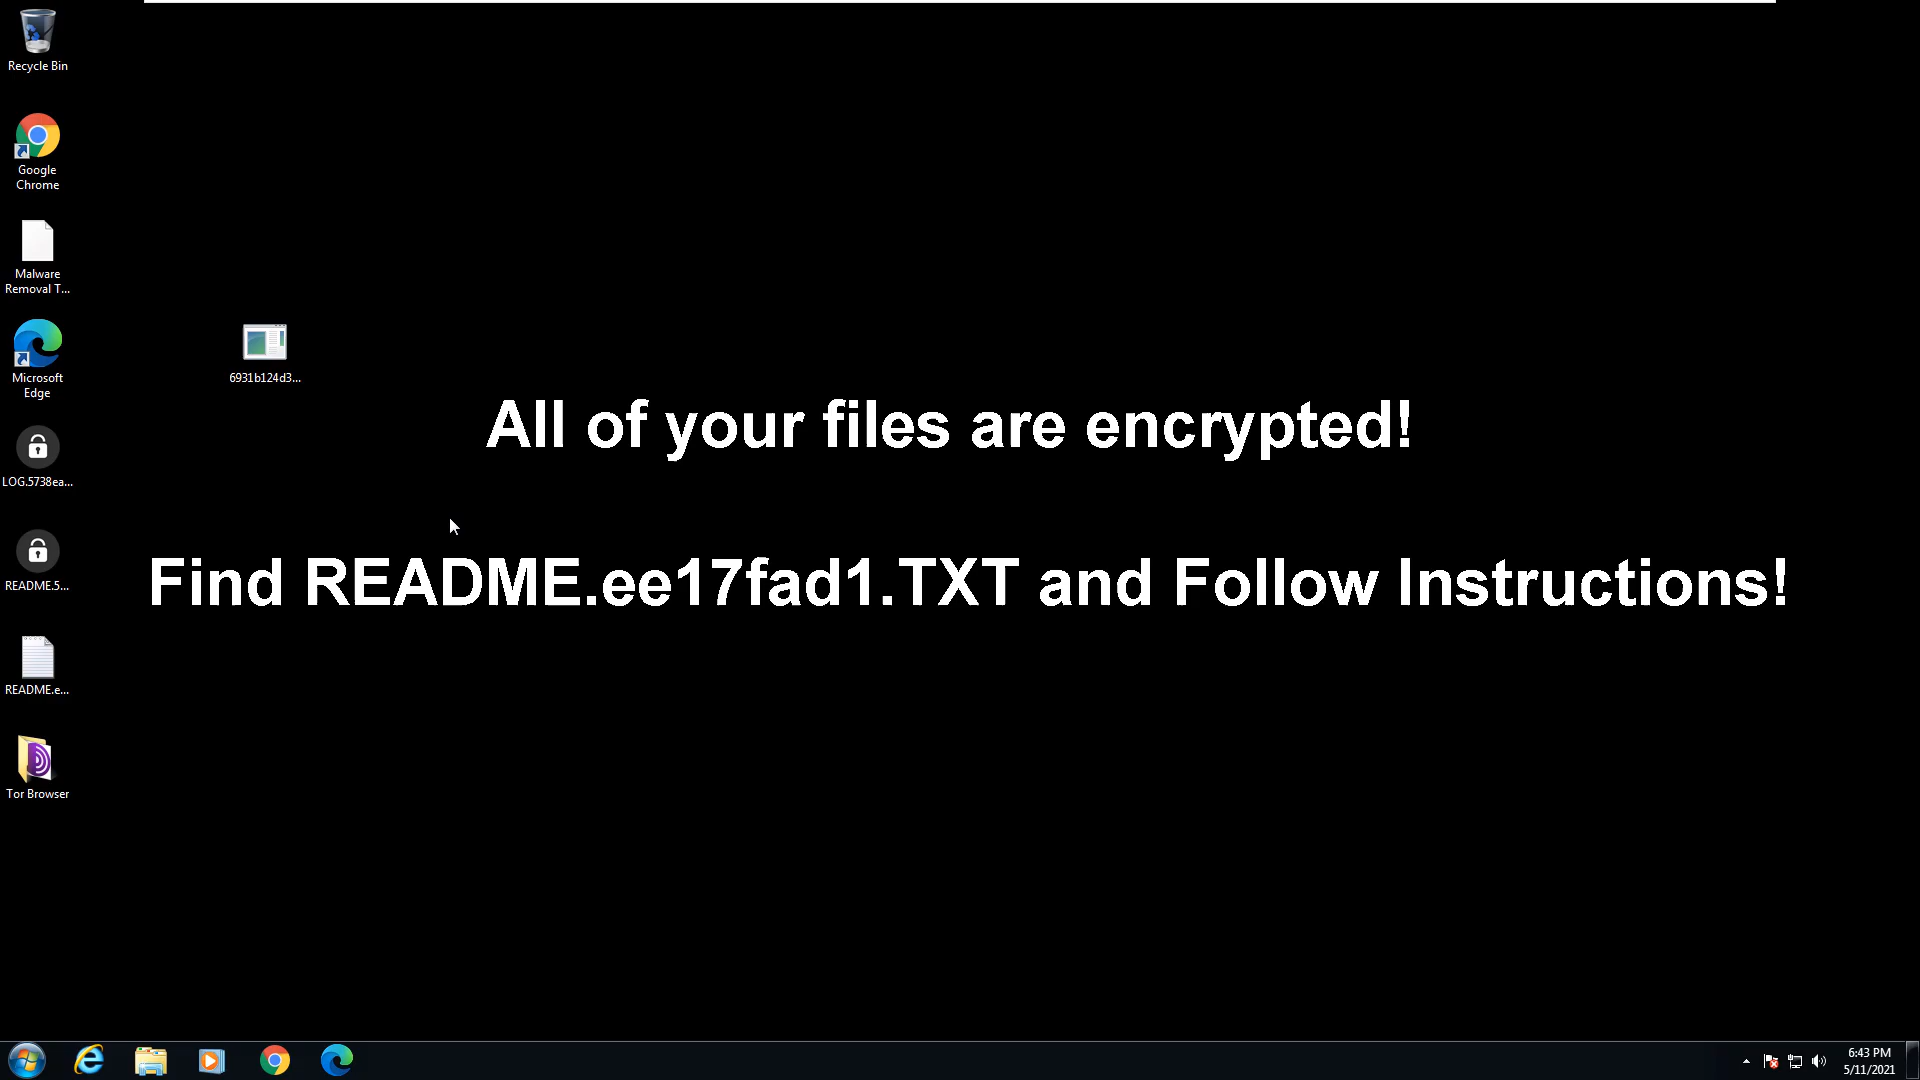 Recycle Bin
Google
Chrome
Malware
Removal T...
Microsoft
Edge
LOG.5738ea...
README.5...
README.e...
Tor Browser
6931b124d3...
All of your files are encrypted!
Find README.ee17fad1.TXT and Follow Instructions!
6:43 PM
5/11/2021